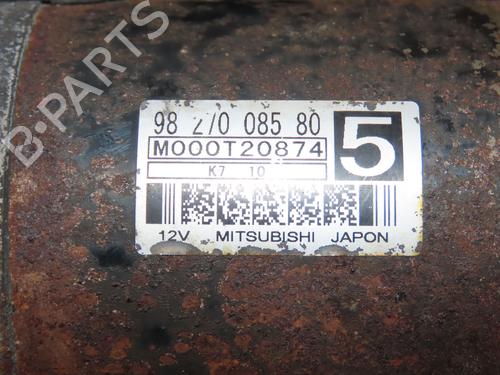 B-PARTS
98 270 085 80
M000T20874
5
K7 10
12V MITSUBISHI JAPON